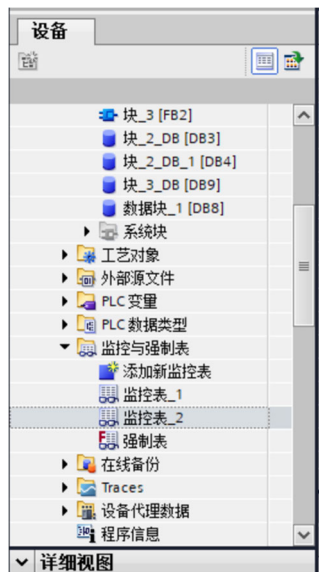 设备
块_3 [FB2]
块_2_DB [DB3]
块_2_DB_1 [DB4]
块_3_DB [DB9]
数据块_1 [DB8]
系统块
工艺对象
外部源文件
PLC 变量
PLC 数据类型
监控与强制表
添加新监控表
监控表_1
监控表_2
强制表
在线备份
Traces
设备代理数据
程序信息
详细视图